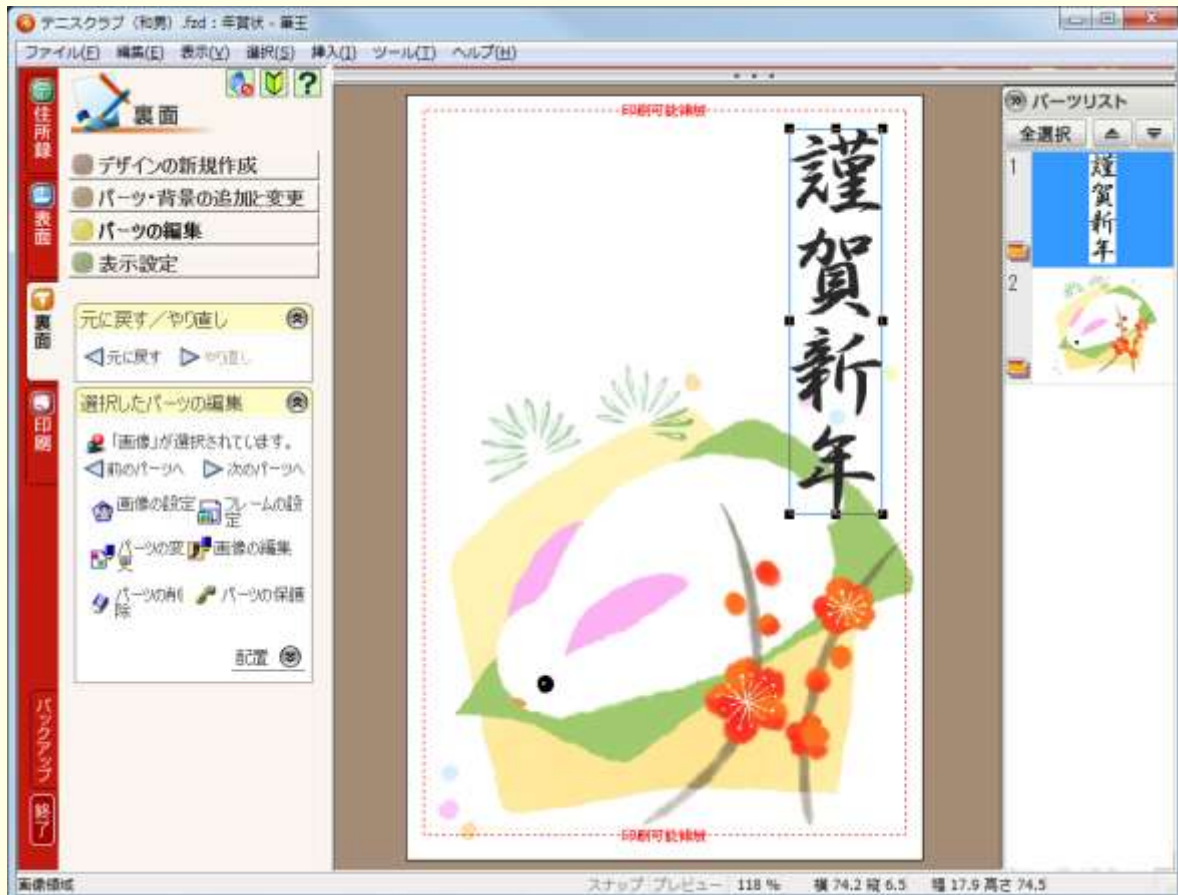 テニスクラブ（和男）.fzd : 年賀状 - 筆王
ファイル(F) 編集(E) 表示(V) 選択(S) 挿入(I) ツール(T) ヘルプ(H)
住所録
表面
裏面
印刷
バックアップ
終了
裏面
デザインの新規作成
パーツ・背景の追加と変更
パーツの編集
表示設定
元に戻す／やり直し
元に戻す やり直し
選択したパーツの編集
「画像」が選択されています。
前のパーツへ 次のパーツへ
画像の設定 フレームの設定
パーツの変更 画像の編集
パーツの削除 パーツの保護
配置
印刷可能領域
謹賀新年
印刷可能領域
パーツリスト
全選択
1
謹賀新年
2
画像領域
スナップ プレビュー 118 % 横 74.2 縦 6.5 幅 17.9 高さ 74.5